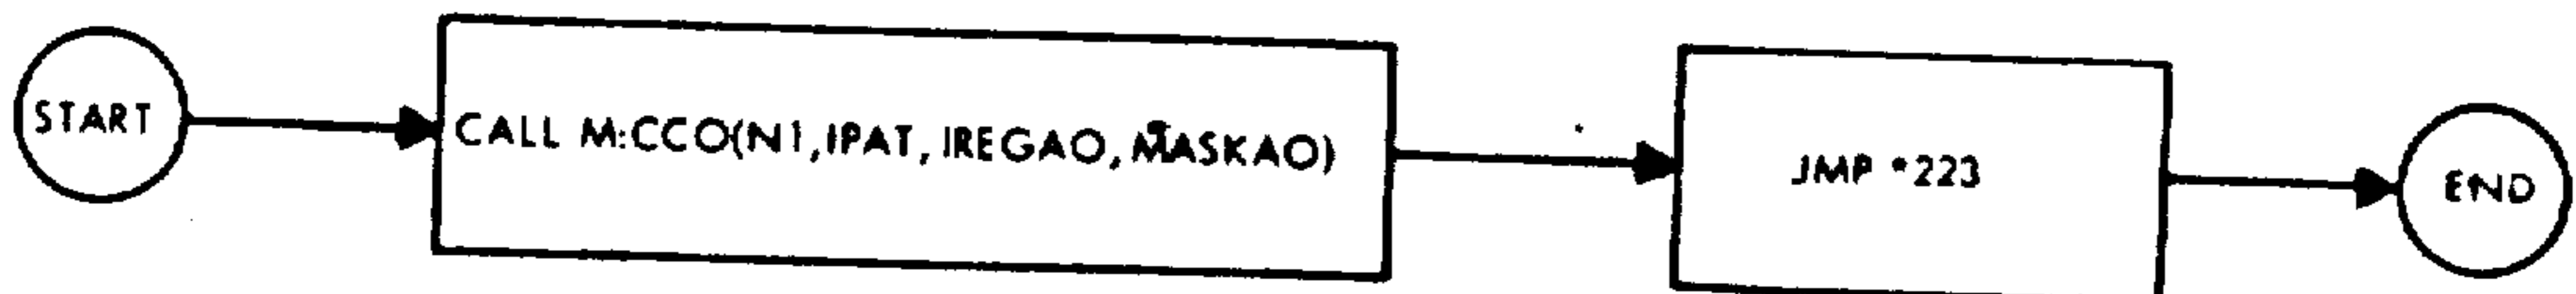 START
CALL M:CCO(N1,IPAT,IREGAO,MASKAO)
JMP *223
END